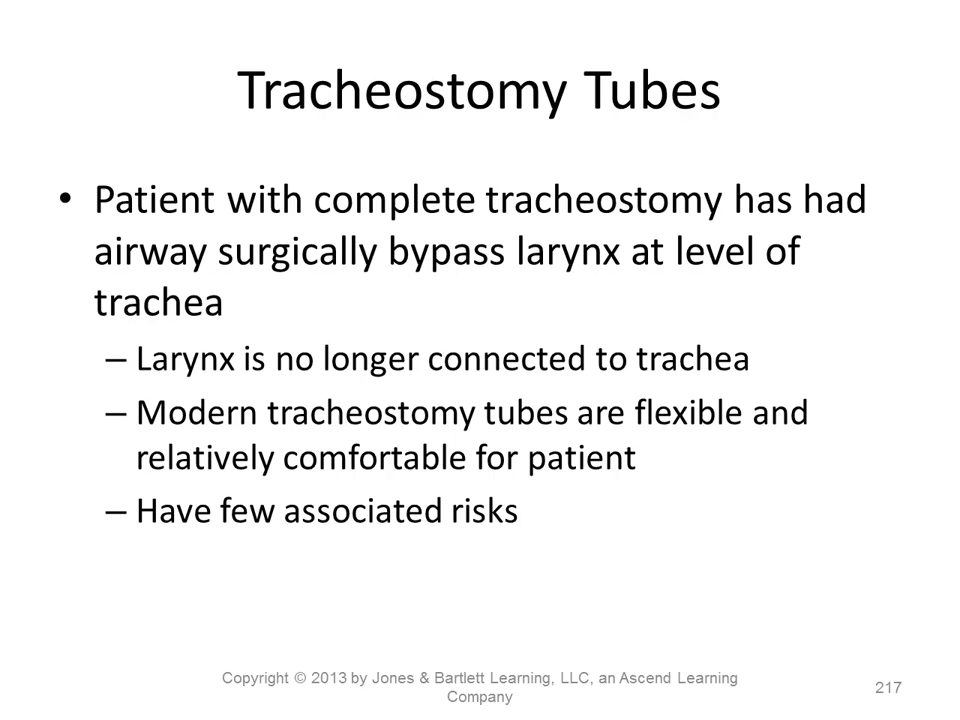 Tracheostomy Tubes
• Patient with complete tracheostomy has had
airway surgically bypass larynx at level of
trachea
– Larynx is no longer connected to trachea
– Modern tracheostomy tubes are flexible and
relatively comfortable for patient
– Have few associated risks
Copyright © 2013 by Jones & Bartlett Learning, LLC, an Ascend Learning
Company
217